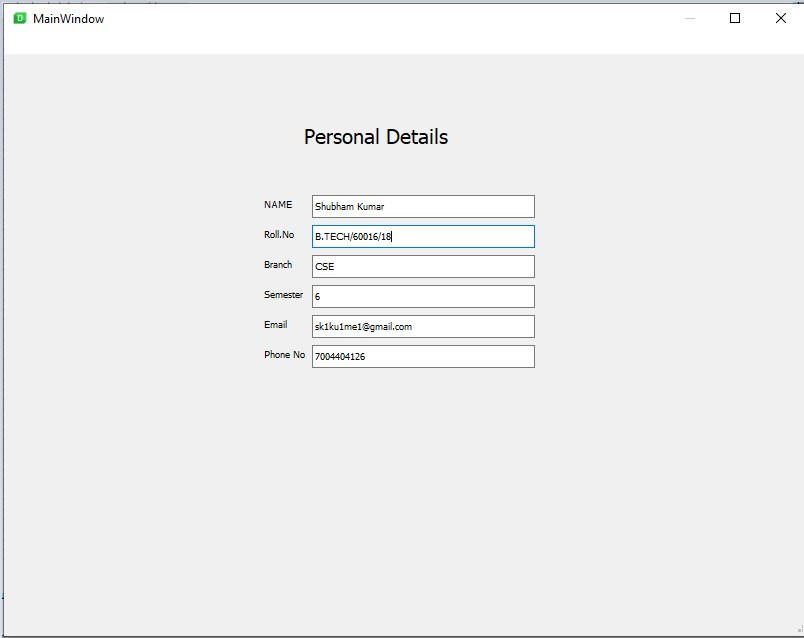 MainWindow
Personal Details
NAME Shubham Kumar
Roll.No B.TECH/60016/18
Branch CSE
Semester 6
Email sk1ku1me1@gmail.com
Phone No 7004404126